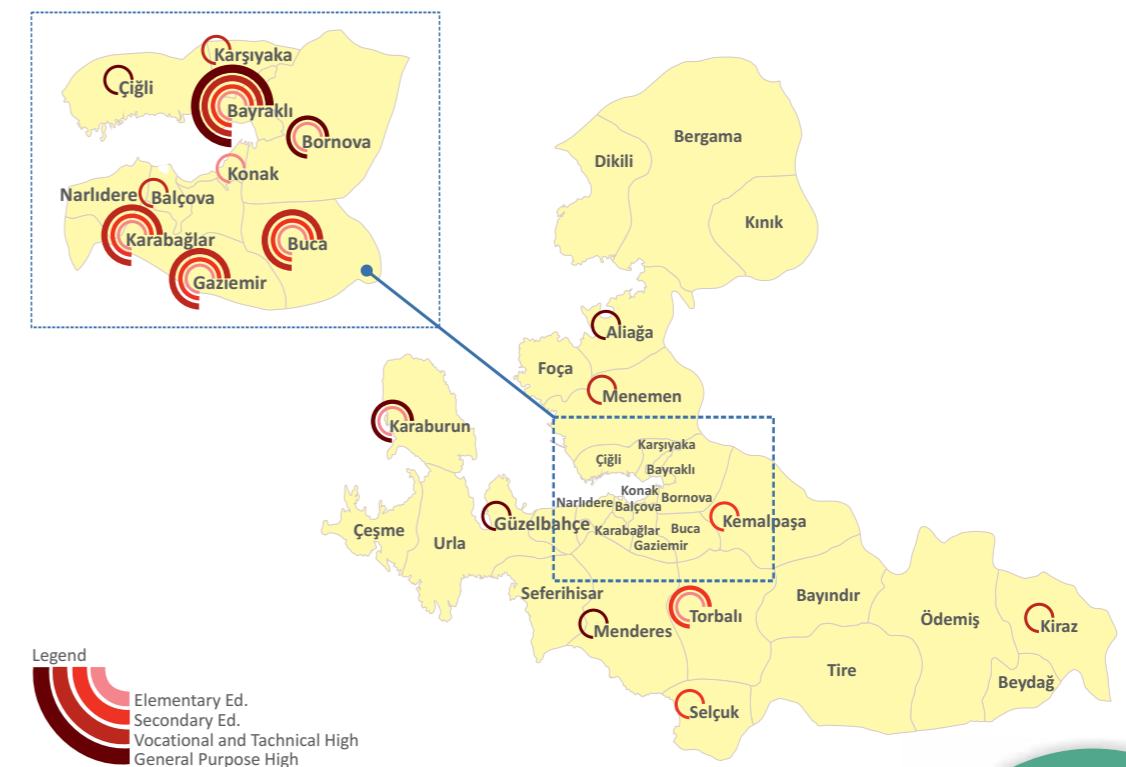 Karşıyaka
Çiğli
Bayraklı
Bornova
Konak
Narlıdere
Balçova
Karabağlar
Buca
Gaziemir
Bergama
Dikili
Kınık
Aliağa
Foça
Menemen
Karaburun
Karşıyaka
Çiğli
Bayraklı
Konak
Bornova
Narlıdere
Balçova
Kemalpaşa
Güzelbahçe
Karabağlar
Buca
Çeşme
Urla
Gaziemir
Seferihisar
Bayındır
Torbalı
Ödemiş
Menderes
Kiraz
Tire
Beydağ
Selçuk
Legend
Elementary Ed.
Secondary Ed.
Vocational and Tachnical High
General Purpose High